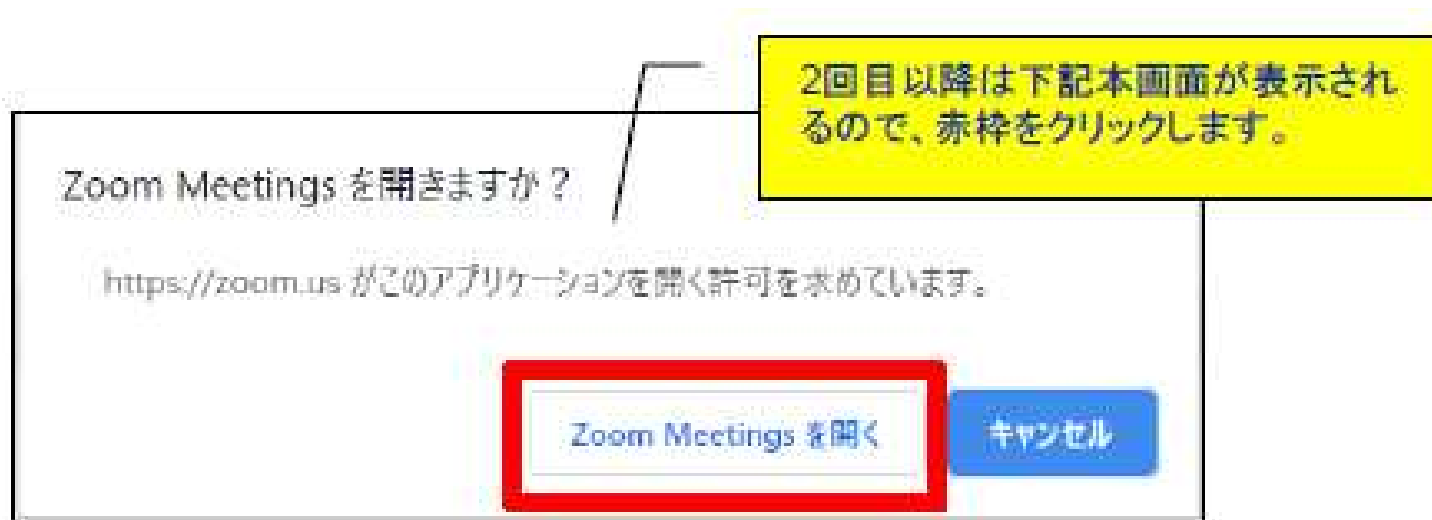 2回目以降は下記本画面が表示され
るので、赤枠をクリックします。
Zoom Meetings を開きますか？
https://zoom.us がこのアプリケーションを開く許可を求めています。
Zoom Meetings を開く
キャンセル